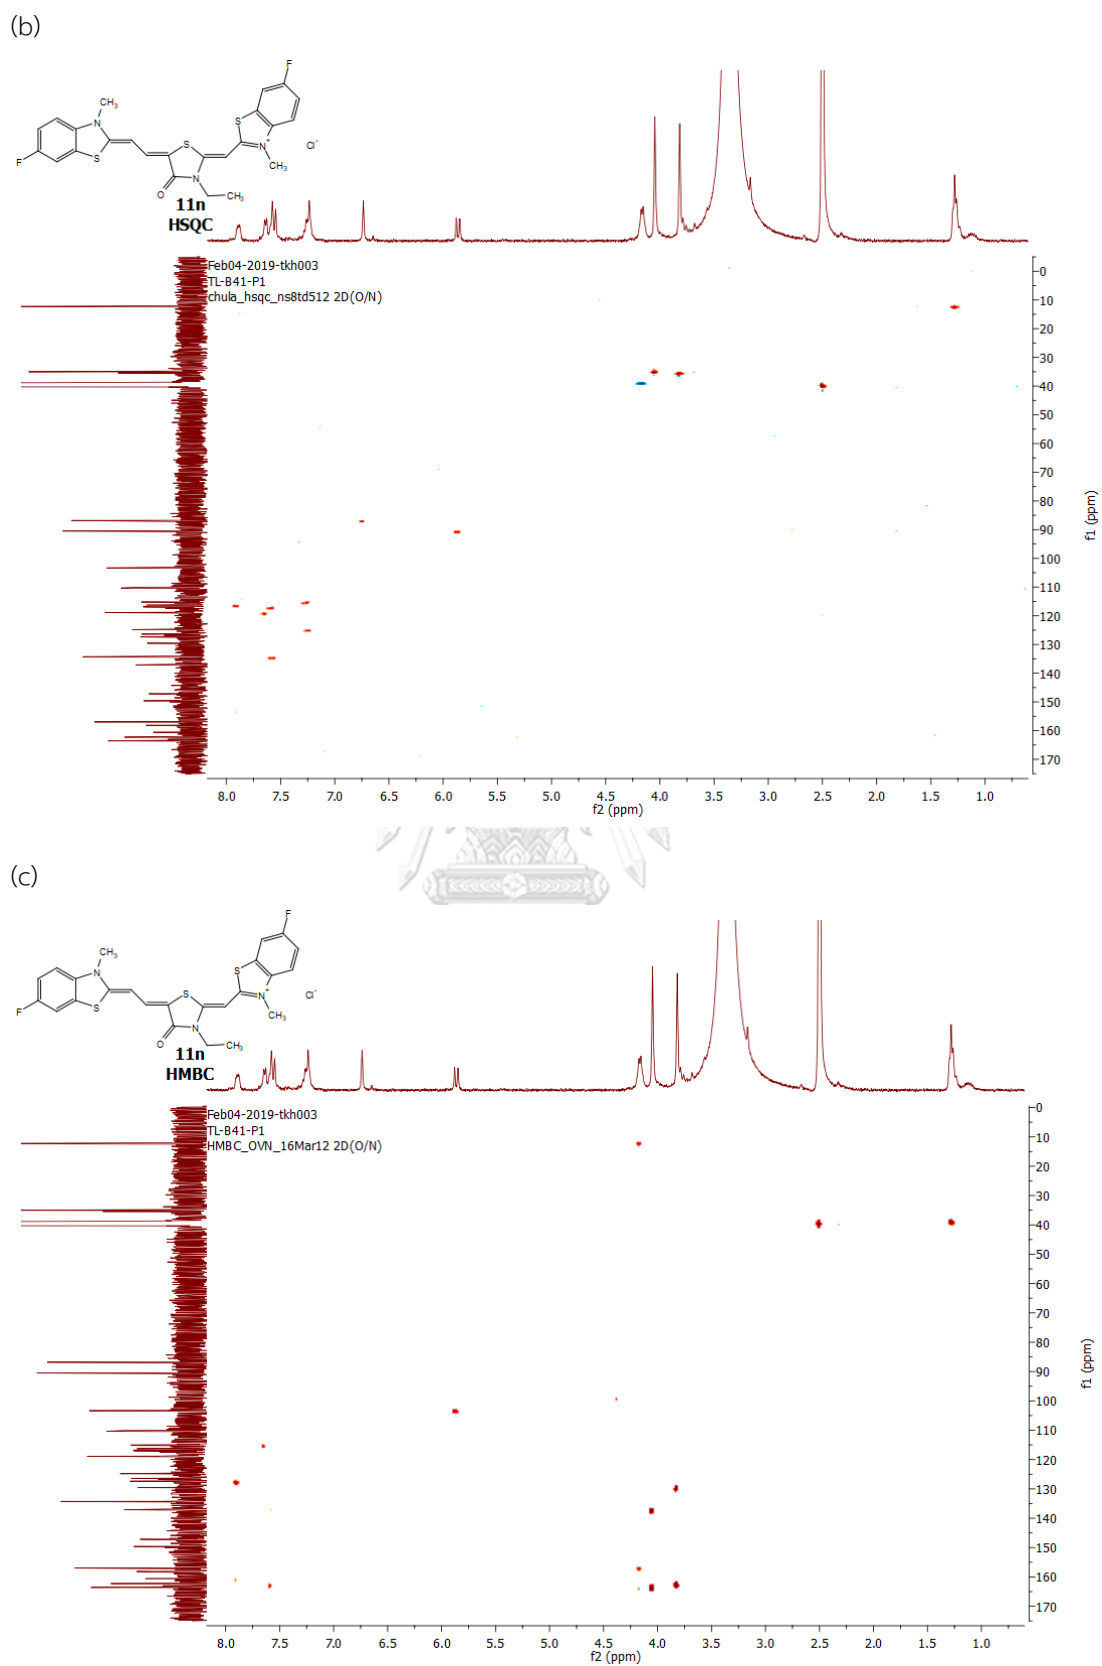 (b)
F
CH₃
N
S
S
N⁺
CH₃
Cl⁻
F
S
O
N
CH₃
11n
HSQC
Feb04-2019-tkh003
TL-B41-P1
chula_hsqc_ns8td512 2D(O/N)
0
10
20
30
40
50
60
70
80
90
100
110
120
130
140
150
160
170
f1 (ppm)
8.0 7.5 7.0 6.5 6.0 5.5 5.0 4.5 4.0 3.5 3.0 2.5 2.0 1.5 1.0
f2 (ppm)
(c)
F
CH₃
N
S
S
N⁺
CH₃
Cl⁻
F
S
O
N
CH₃
11n
HMBC
Feb04-2019-tkh003
TL-B41-P1
HMBC_OVN_16Mar12 2D(O/N)
0
10
20
30
40
50
60
70
80
90
100
110
120
130
140
150
160
170
f1 (ppm)
8.0 7.5 7.0 6.5 6.0 5.5 5.0 4.5 4.0 3.5 3.0 2.5 2.0 1.5 1.0
f2 (ppm)